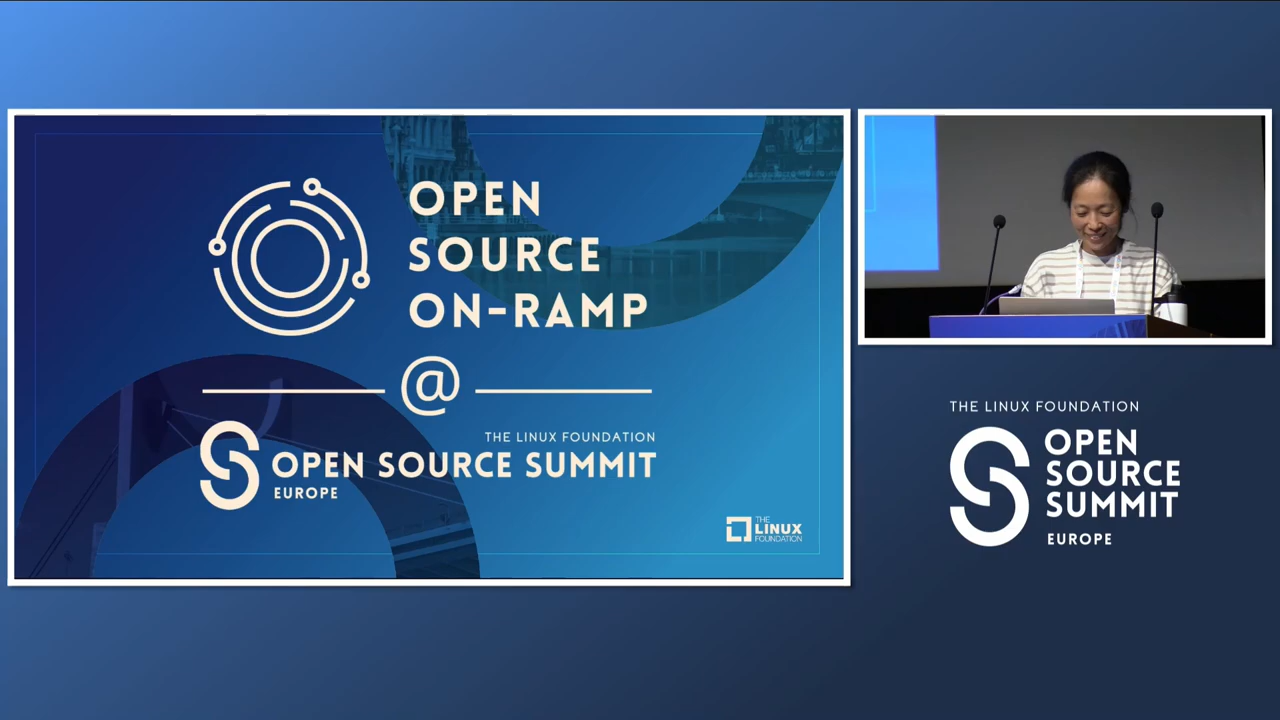 OPEN
SOURCE
ON-RAMP
@
THE LINUX FOUNDATION
OPEN SOURCE SUMMIT
EUROPE
THE
LINUX
FOUNDATION
THE LINUX FOUNDATION
OPEN
SOURCE
SUMMIT
EUROPE